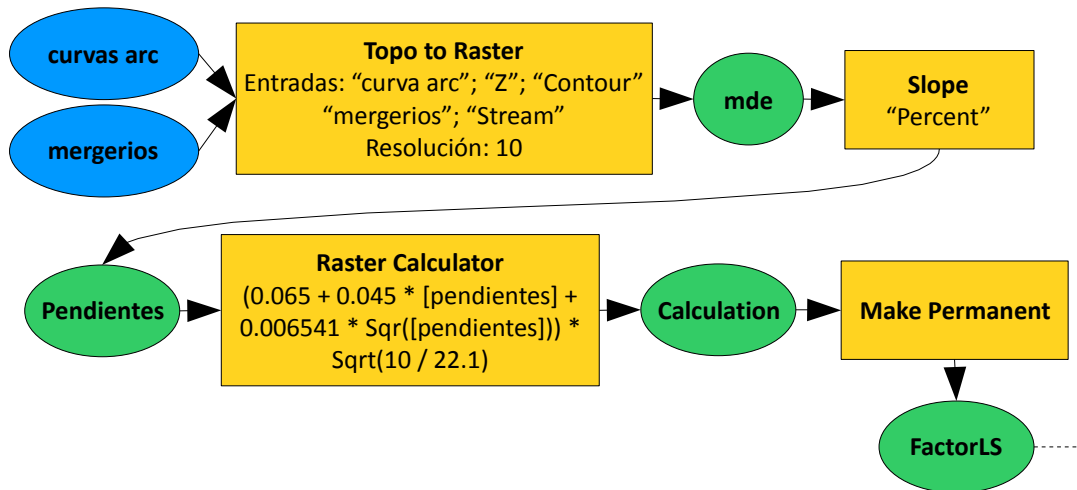 curvas arc
mergerios
Topo to Raster
Entradas: “curva arc”; “Z”; “Contour”
“mergerios”; “Stream”
Resolución: 10
mde
Slope
“Percent”
Pendientes
Raster Calculator
(0.065 + 0.045 * [pendientes] +
0.006541 * Sqr([pendientes])) *
Sqrt(10 / 22.1)
Calculation
Make Permanent
FactorLS